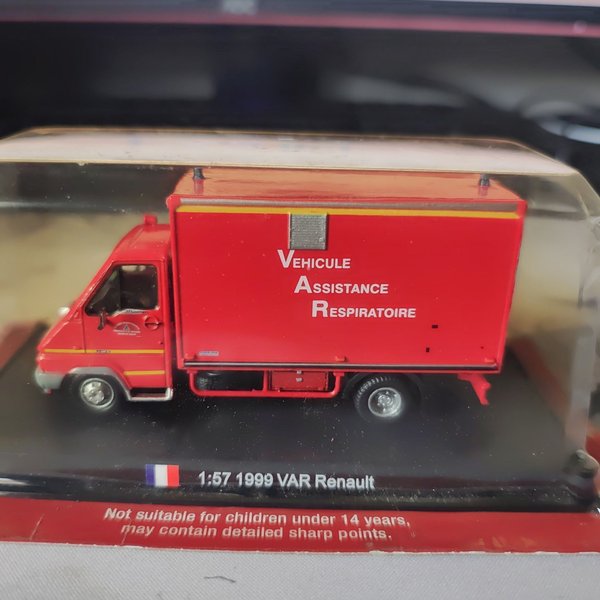 VEHICULE
ASSISTANCE
RESPIRATOIRE
1:57 1999 VAR Renault
Not suitable for children under 14 years,
may contain detailed sharp points.